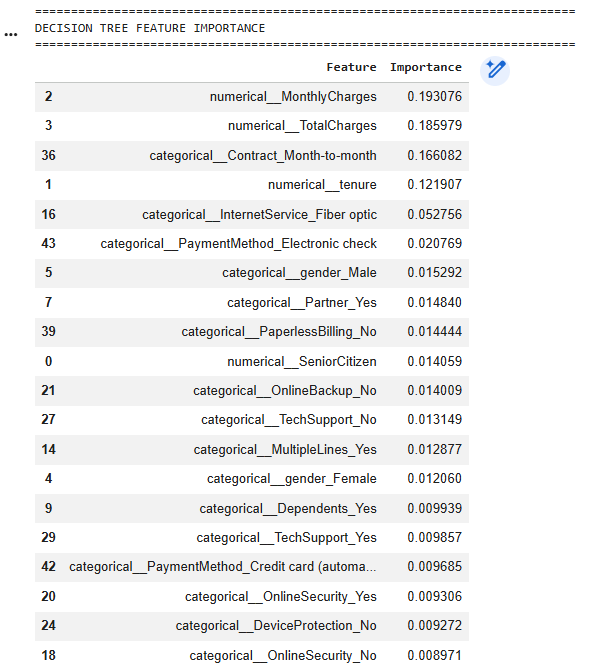 ================================================================================
DECISION TREE FEATURE IMPORTANCE
================================================================================
Feature Importance
2 numerical__MonthlyCharges 0.193076
3 numerical__TotalCharges 0.185979
36 categorical__Contract_Month-to-month 0.166082
1 numerical__tenure 0.121907
16 categorical__InternetService_Fiber optic 0.052756
43 categorical__PaymentMethod_Electronic check 0.020769
5 categorical__gender_Male 0.015292
7 categorical__Partner_Yes 0.014840
39 categorical__PaperlessBilling_No 0.014444
0 numerical__SeniorCitizen 0.014059
21 categorical__OnlineBackup_No 0.014009
27 categorical__TechSupport_No 0.013149
14 categorical__MultipleLines_Yes 0.012877
4 categorical__gender_Female 0.012060
9 categorical__Dependents_Yes 0.009939
29 categorical__TechSupport_Yes 0.009857
42 categorical__PaymentMethod_Credit card (automa... 0.009685
20 categorical__OnlineSecurity_Yes 0.009306
24 categorical__DeviceProtection_No 0.009272
18 categorical__OnlineSecurity_No 0.008971